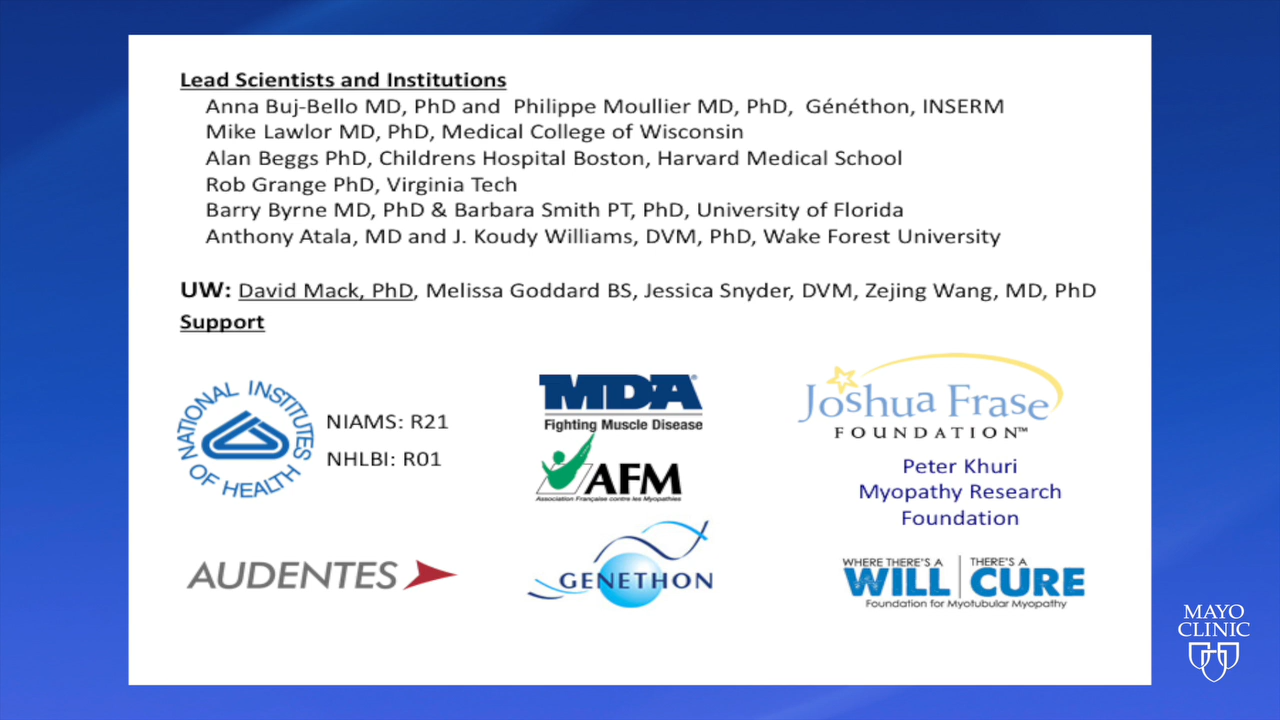 Lead Scientists and Institutions
Anna Buj-Bello MD, PhD and Philippe Moullier MD, PhD, Généthon, INSERM
Mike Lawlor MD, PhD, Medical College of Wisconsin
Alan Beggs PhD, Childrens Hospital Boston, Harvard Medical School
Rob Grange PhD, Virginia Tech
Barry Byrne MD, PhD & Barbara Smith PT, PhD, University of Florida
Anthony Atala, MD and J. Koudy Williams, DVM, PhD, Wake Forest University
UW: David Mack, PhD, Melissa Goddard BS, Jessica Snyder, DVM, Zejing Wang, MD, PhD
Support
NATIONAL INSTITUTES OF HEALTH
NIAMS: R21
NHLBI: R01
MDA®
Fighting Muscle Disease
Joshua Frase
FOUNDATION™
AFM
Association Française contre les Myopathies
Peter Khuri
Myopathy Research
Foundation
AUDENTES
GENETHON
WHERE THERE'S A WILL | THERE'S A CURE
Foundation for Myotubular Myopathy
MAYO
CLINIC